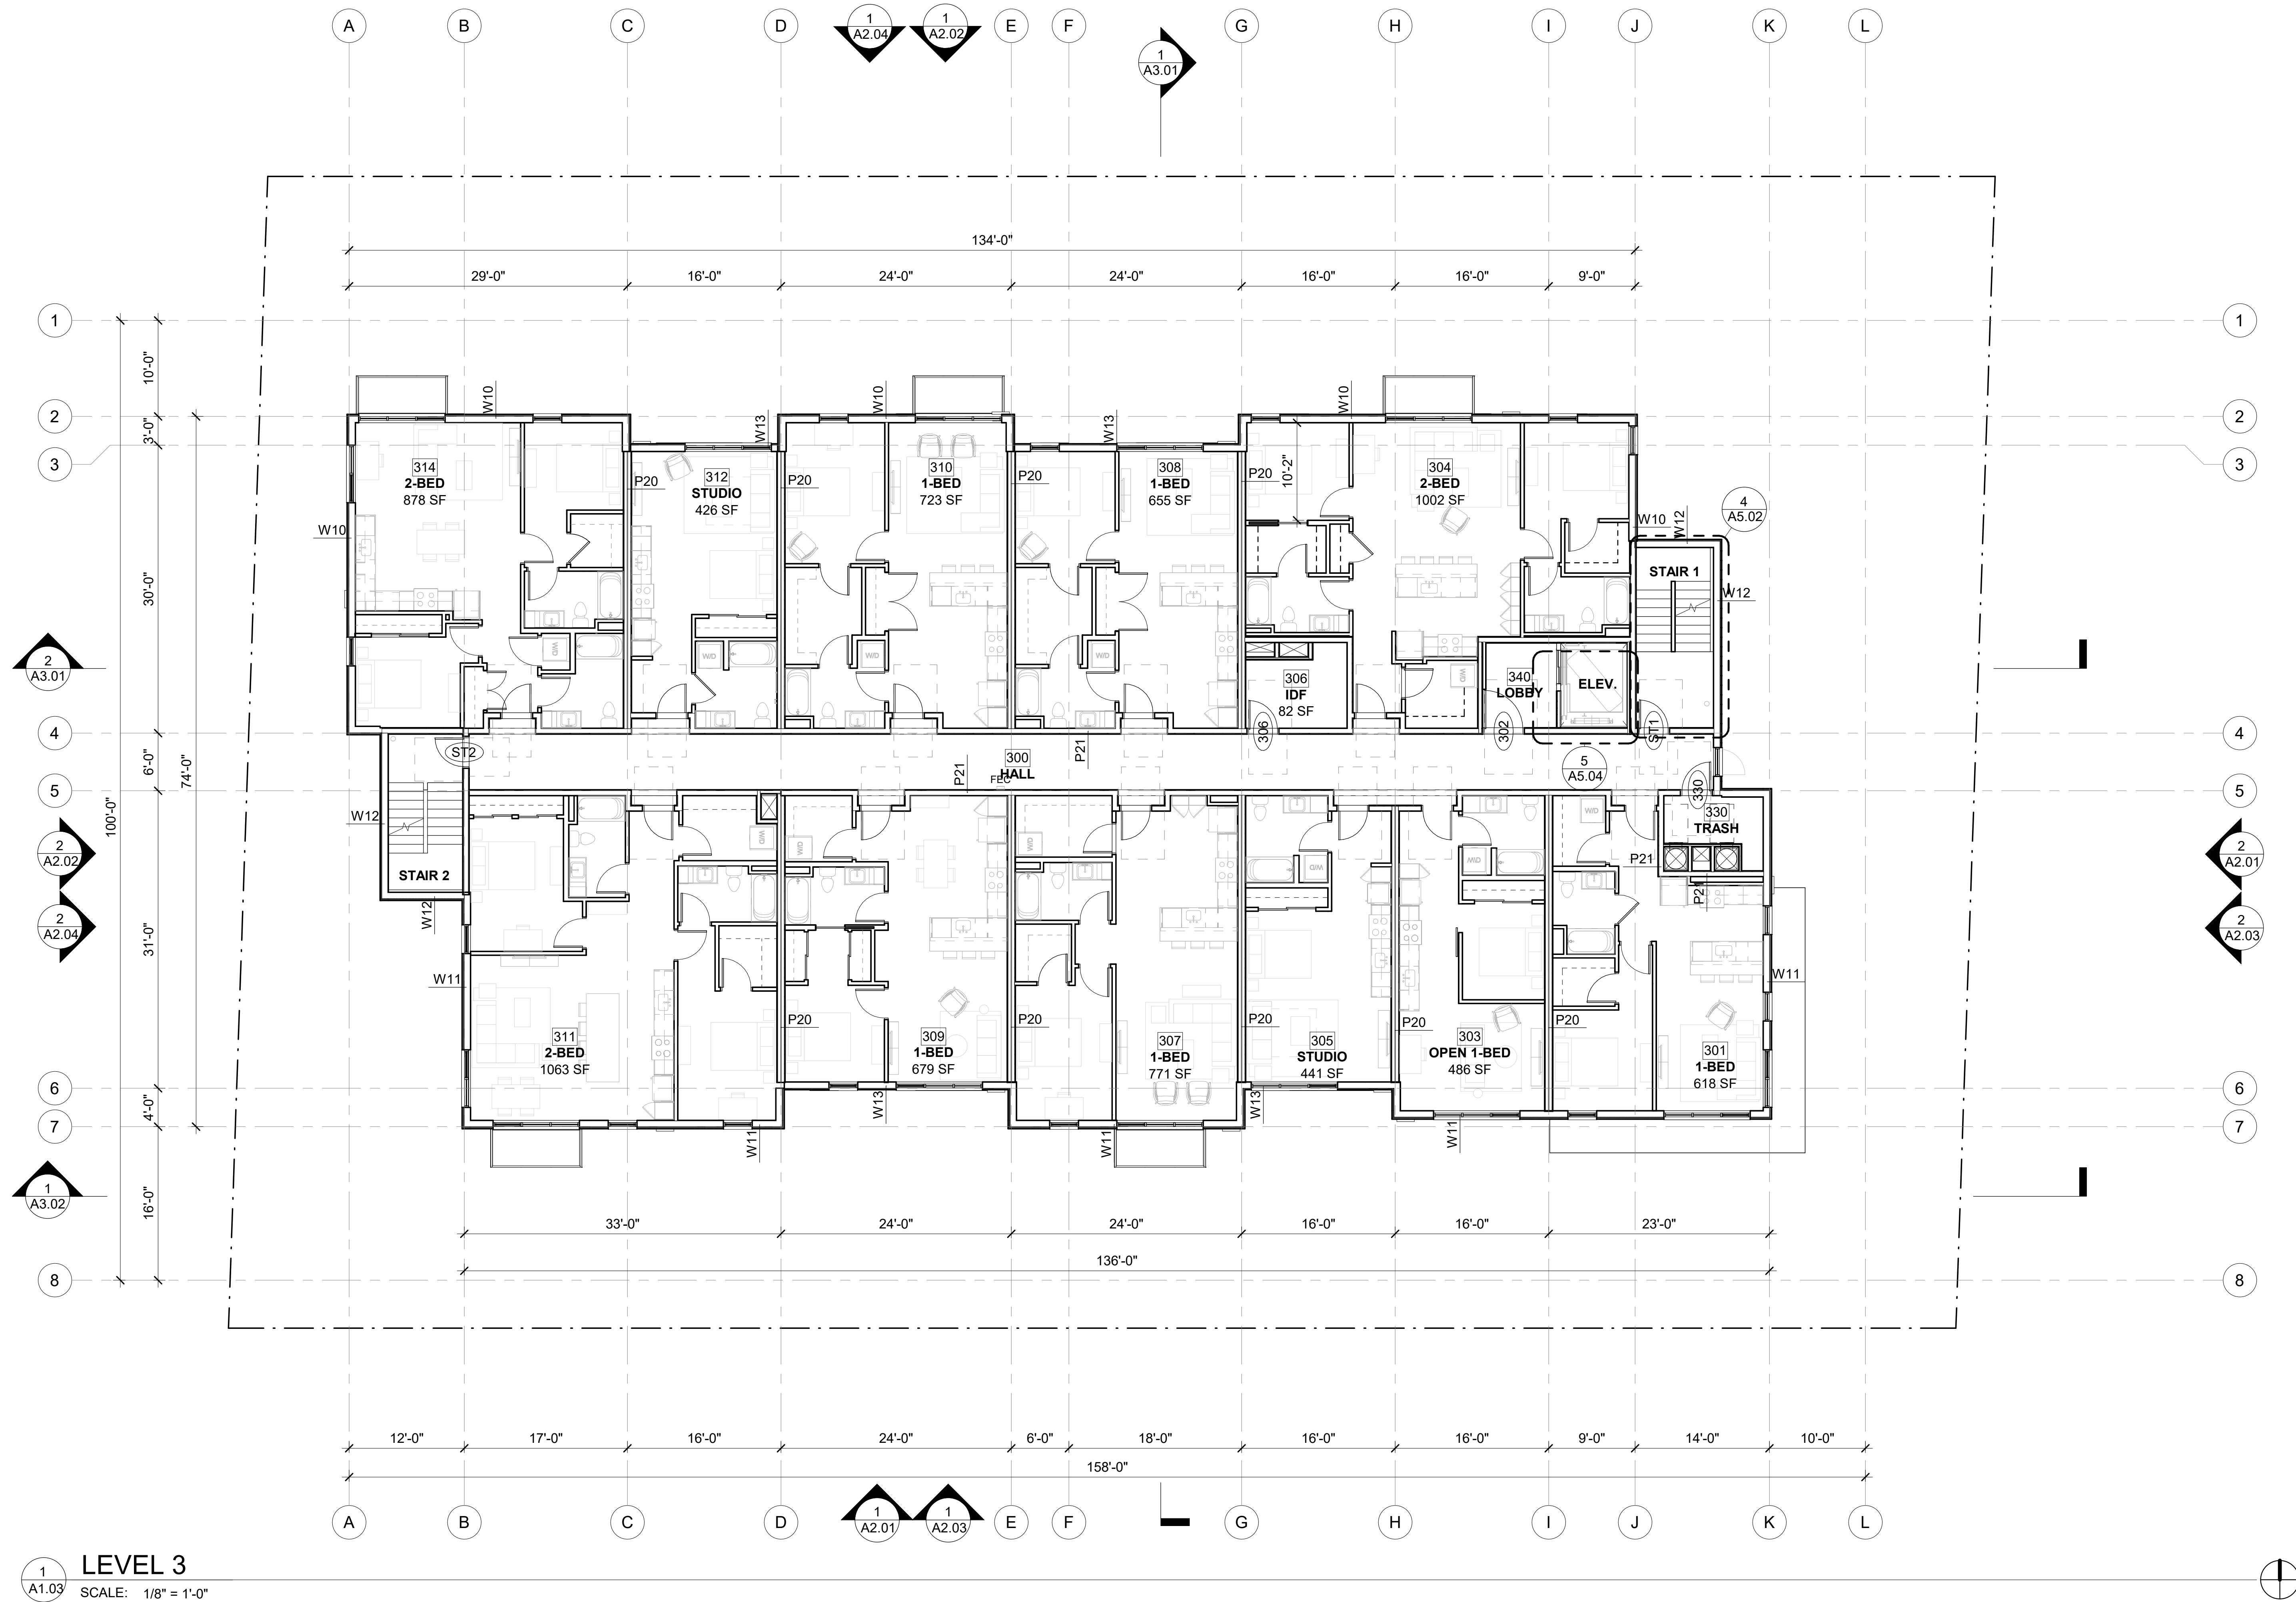 A B C D E F G H I J K L
1
A2.04
1
A2.02
1
A3.01
134'-0"
29'-0" 16'-0" 24'-0" 24'-0" 16'-0" 16'-0" 9'-0"
1
1
2
2
3
3
10'-0"
3'-0"
30'-0"
6'-0"
31'-0"
4'-0"
16'-0"
74'-0"
100'-0"
W10
W13
W10
W13
W10
314
2-BED
878 SF
P20
312
STUDIO
426 SF
P20
310
1-BED
723 SF
P20
308
1-BED
655 SF
P20
10'-2"
304
2-BED
1002 SF
4
A5.02
W10
W10
W12
STAIR 1
W12
W/D
W/D
W/D
W/D
W/D
2
A3.01
306
IDF
82 SF
340
LOBBY
ELEV.
4
4
ST2
306
302
ST1
300
HALL
FEC
P21
P21
5
A5.04
330
5
5
330
TRASH
W12
W/D
W/D
W/D
W/D
W/D
W/D
P21
P21
2
A2.02
2
A2.01
STAIR 2
W12
2
A2.04
2
A2.03
W11
W11
311
2-BED
1063 SF
P20
309
1-BED
679 SF
P20
307
1-BED
771 SF
P20
305
STUDIO
441 SF
P20
303
OPEN 1-BED
486 SF
P20
301
1-BED
618 SF
6
6
7
7
W11
W13
W11
W13
W11
1
A3.02
33'-0" 24'-0" 24'-0" 16'-0" 16'-0" 23'-0"
136'-0"
8
8
12'-0" 17'-0" 16'-0" 24'-0" 6'-0" 18'-0" 16'-0" 16'-0" 9'-0" 14'-0" 10'-0"
158'-0"
1
A2.01
1
A2.03
A B C D E F G H I J K L
1
A1.03
LEVEL 3
SCALE: 1/8" = 1'-0"